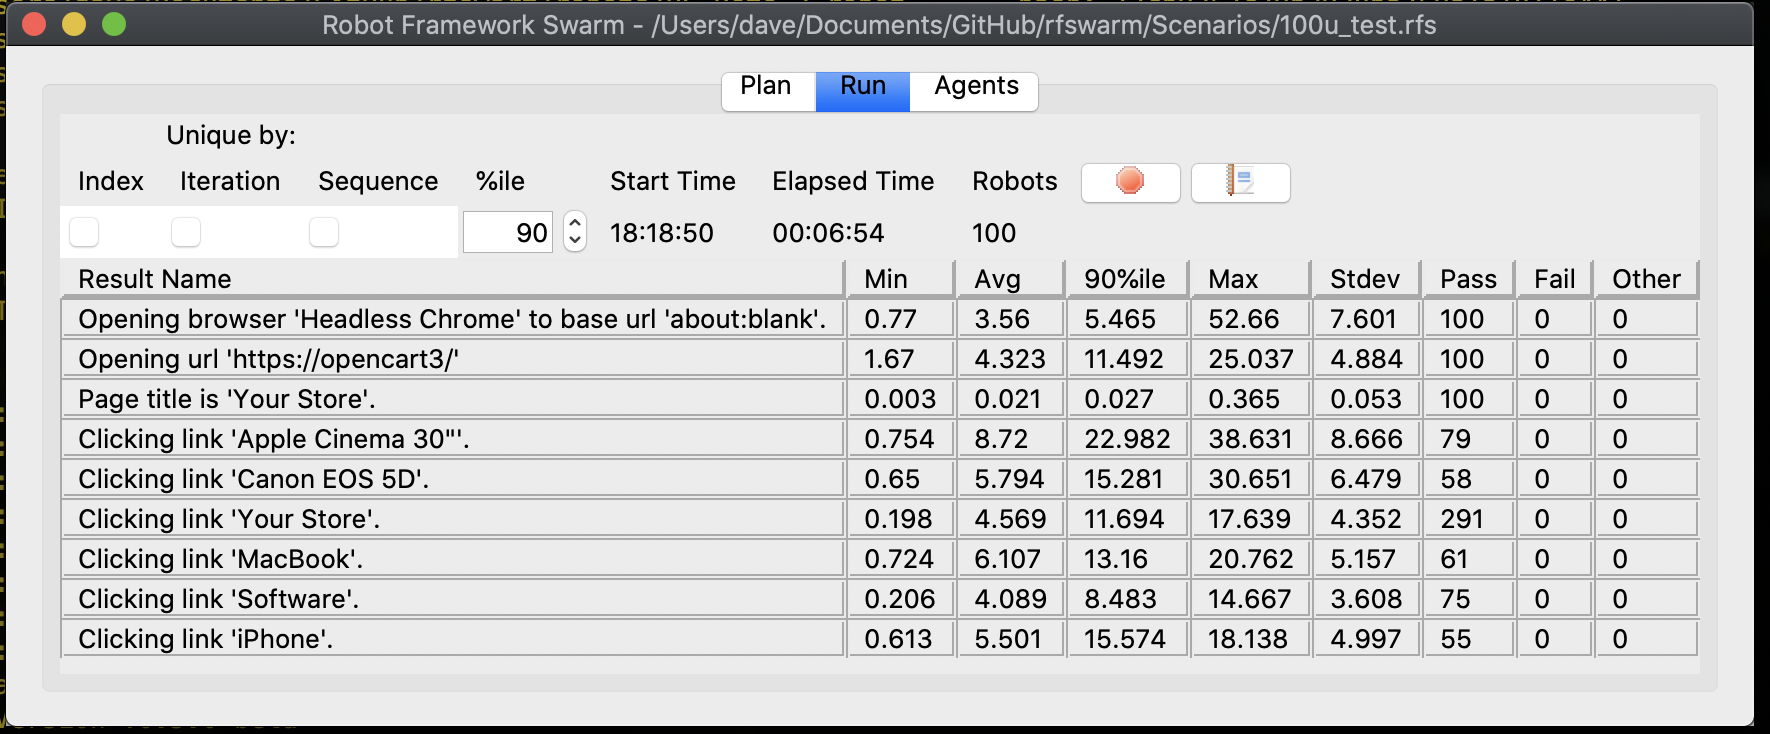 Robot Framework Swarm - /Users/dave/Documents/GitHub/rfswarm/Scenarios/100u_test.rfs
Plan Run Agents
Unique by:
Index Iteration Sequence %ile Start Time Elapsed Time Robots
90 18:18:50 00:06:54 100
Result Name Min Avg 90%ile Max Stdev Pass Fail Other
Opening browser 'Headless Chrome' to base url 'about:blank'. 0.77 3.56 5.465 52.66 7.601 100 0 0
Opening url 'https://opencart3/' 1.67 4.323 11.492 25.037 4.884 100 0 0
Page title is 'Your Store'. 0.003 0.021 0.027 0.365 0.053 100 0 0
Clicking link 'Apple Cinema 30"'. 0.754 8.72 22.982 38.631 8.666 79 0 0
Clicking link 'Canon EOS 5D'. 0.65 5.794 15.281 30.651 6.479 58 0 0
Clicking link 'Your Store'. 0.198 4.569 11.694 17.639 4.352 291 0 0
Clicking link 'MacBook'. 0.724 6.107 13.16 20.762 5.157 61 0 0
Clicking link 'Software'. 0.206 4.089 8.483 14.667 3.608 75 0 0
Clicking link 'iPhone'. 0.613 5.501 15.574 18.138 4.997 55 0 0